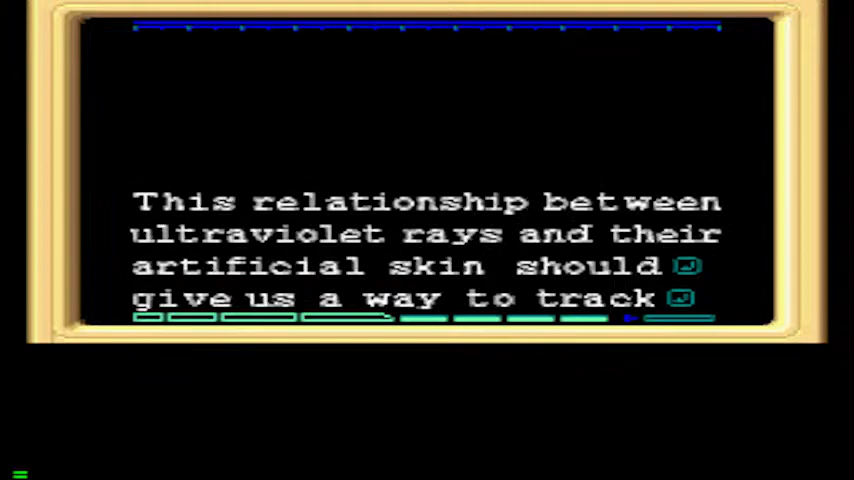 This relationship between
ultraviolet rays and their
artificial skin should
give us a way to track